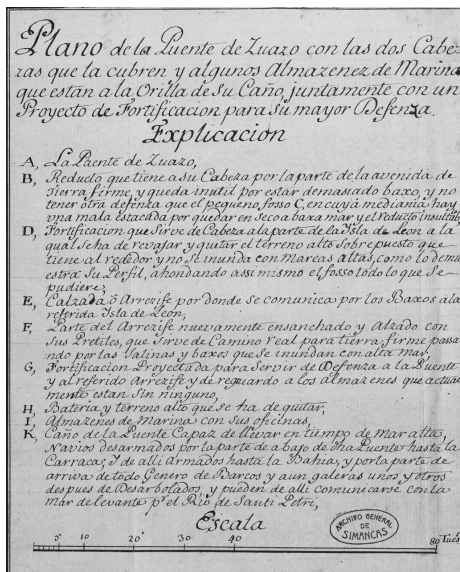 Plano de la Puente de Zuazo con las dos Cabe-
zas que la cubren y algunos Almazenez de Marina
que están a la Orilla de su Caño, juntamente con un
Proyecto de Fortificacion para su mayor Defenza.
Explicacion
A, La Puente de Zuazo,
B, Reducto que tiene a su Cabeza por la parte de la avenida de
Tierra firme, y queda inutil por estar demasiado baxo, y no
tener otra defenza que el pequeño fosso C, en cuyà mediania hay
vna mala estacada por quedar en seco a baxa mar y el reducto insultable
D, Fortificacion que Sirve de Cabeza a la parte de la Isla de Leon a la
qual se ha de revajar y quitar el terreno alto Sobrepuesto que
tiene al rededor y no se inunda con Mareas altas, como lo demu
estra su Perfil, ahondando assi mismo el fosso todo lo que Se
pudiere,
E, Calzada ò Arrezife por donde se comunica por los Baxos à la
referida Isla de Leon,
F, Parte del Arrezife nuevamente ensanchado y Alzado con
Sus Pretiles, que Sirve de Camino Real para tierra firme passa
ndo por las Salinas y baxos que Se inundan con alta mar,
G, Fortificacion Proyectada para Servir de Defenza a la Puente
y al referido Arrezife y de reguardo a los almazenes que actual
mente estan Sin ninguno,
H, Bateria y terreno alto que Se ha de quitar,
I, Almazenes de Marina con Sus oficinas,
K, Caño de la Puente Capaz de llevar en tiempo de Mar alta,
Navios desarmados por la parte de abajo de dha Puente hasta la
Carraca; y de alli Armados hasta la Bahia, y por la parte de
arriva de todo Genero de Barcos y aun galeras unos y otros
despues de Desarbolados, y pueden de alli comunicarse con la
mar de levante pr el Rio de Santi Petri,
Escala
5 10 20 30 40 80 Tues.
ARCHIVO GENERAL
DE
SIMANCAS